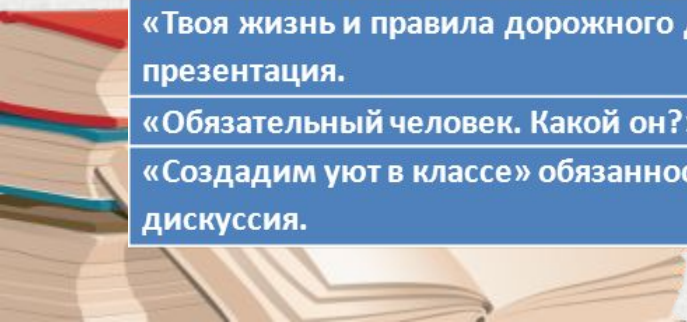 «Твоя жизнь и правила дорожного
презентация.
«Обязательный человек. Какой он?
«Создадим уют в классе»
дискуссия.